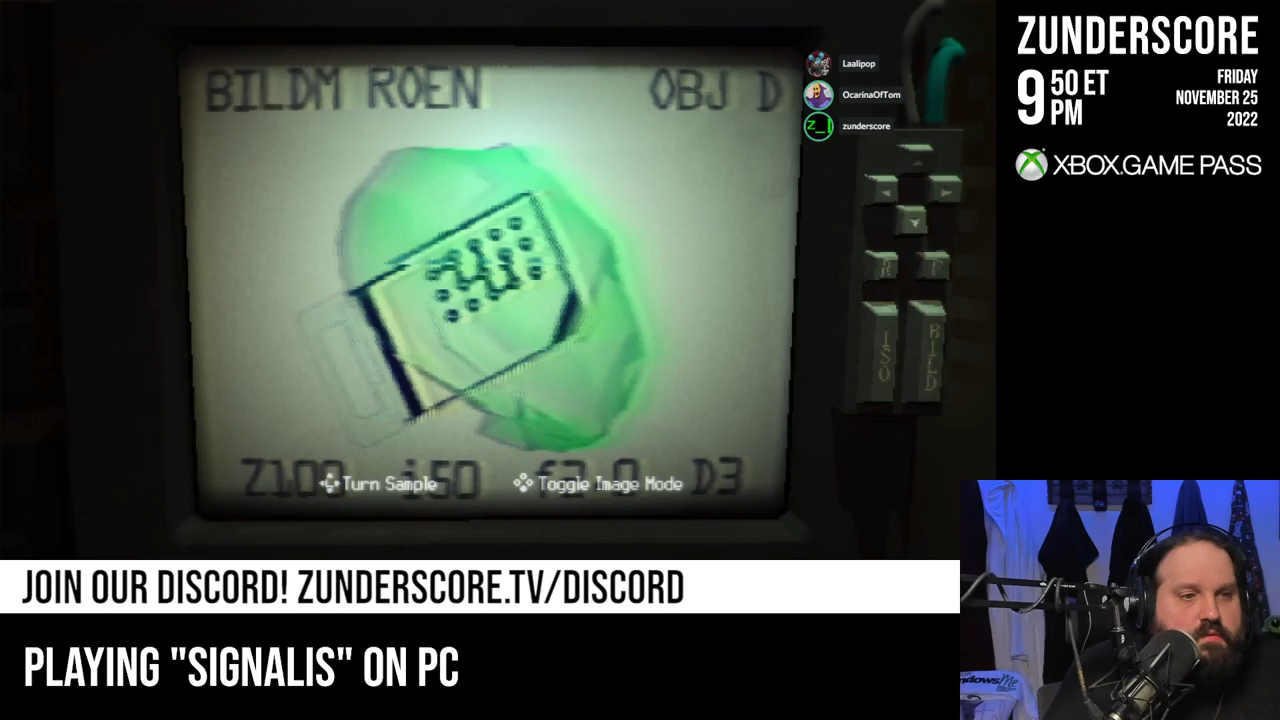 BILDM ROEN
OBJ D
Laalipop
OcarinaOfTom
zunderscore
R
ISO
BILD
Z100 i50 f2.0 D3
Turn Sample
Toggle Image Mode
ZUNDERSCORE
9 50 ET
PM
FRIDAY
NOVEMBER 25
2022
XBOX GAME PASS
JOIN OUR DISCORD! ZUNDERSCORE.TV/DISCORD
PLAYING "SIGNALIS" ON PC